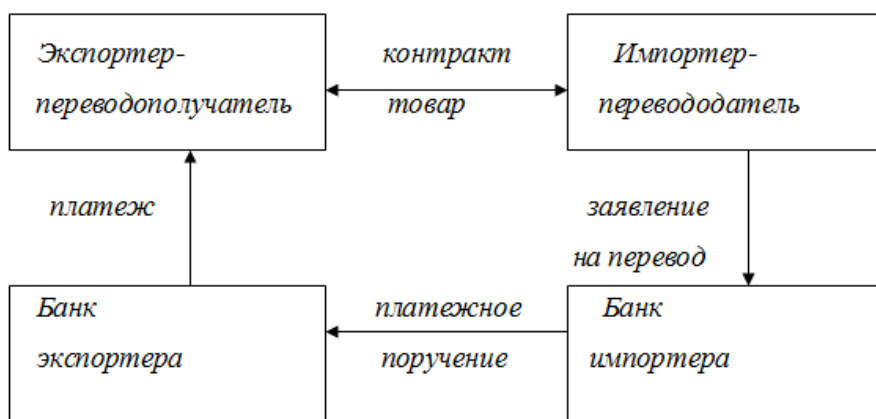 Экспортер-
переводополучатель
контракт
товар
Импортер-
перевододатель
платеж
заявление
на перевод
Банк
экспортера
платежное
поручение
Банк
импортера